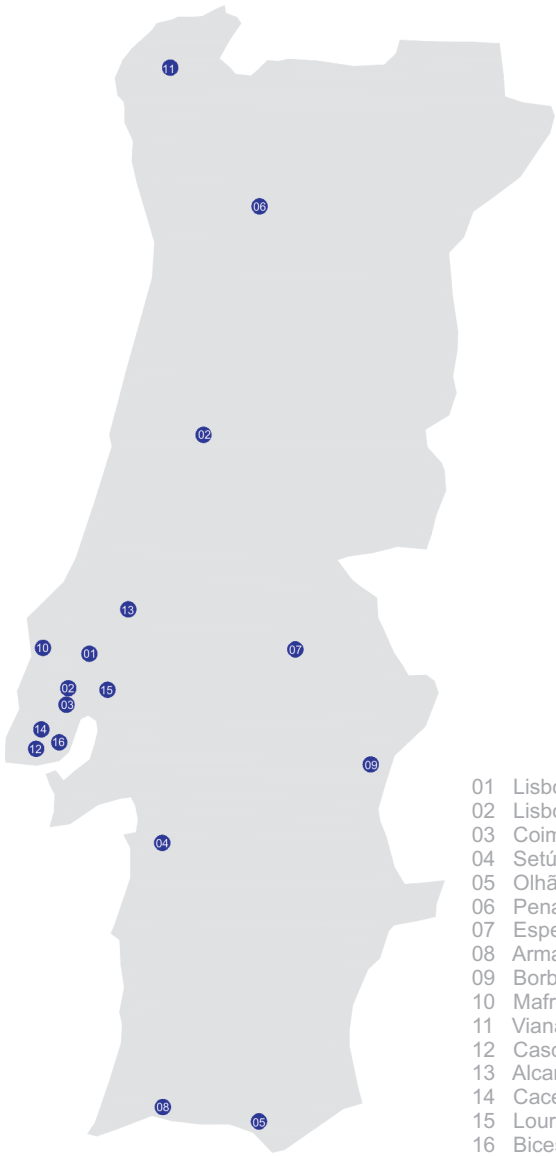 11
06
02
13
10
01
07
02
15
03
14
16
12
09
04
08
05
01 Lisbo
02 Lisbo
03 Coim
04 Setú
05 Olhã
06 Pena
07 Espe
08 Arma
09 Borb
10 Mafr
11 Viana
12 Casc
13 Alcan
14 Cacé
15 Lour
16 Bices